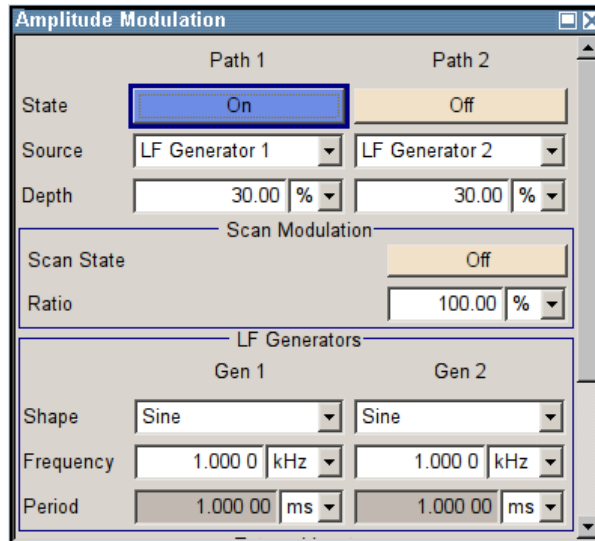 Amplitude Modulation
Path 1 Path 2
State On Off
Source LF Generator 1 LF Generator 2
Depth 30.00 % 30.00 %
Scan Modulation
Scan State Off
Ratio 100.00 %
LF Generators
Gen 1 Gen 2
Shape Sine Sine
Frequency 1.000 0 kHz 1.000 0 kHz
Period 1.000 00 ms 1.000 00 ms